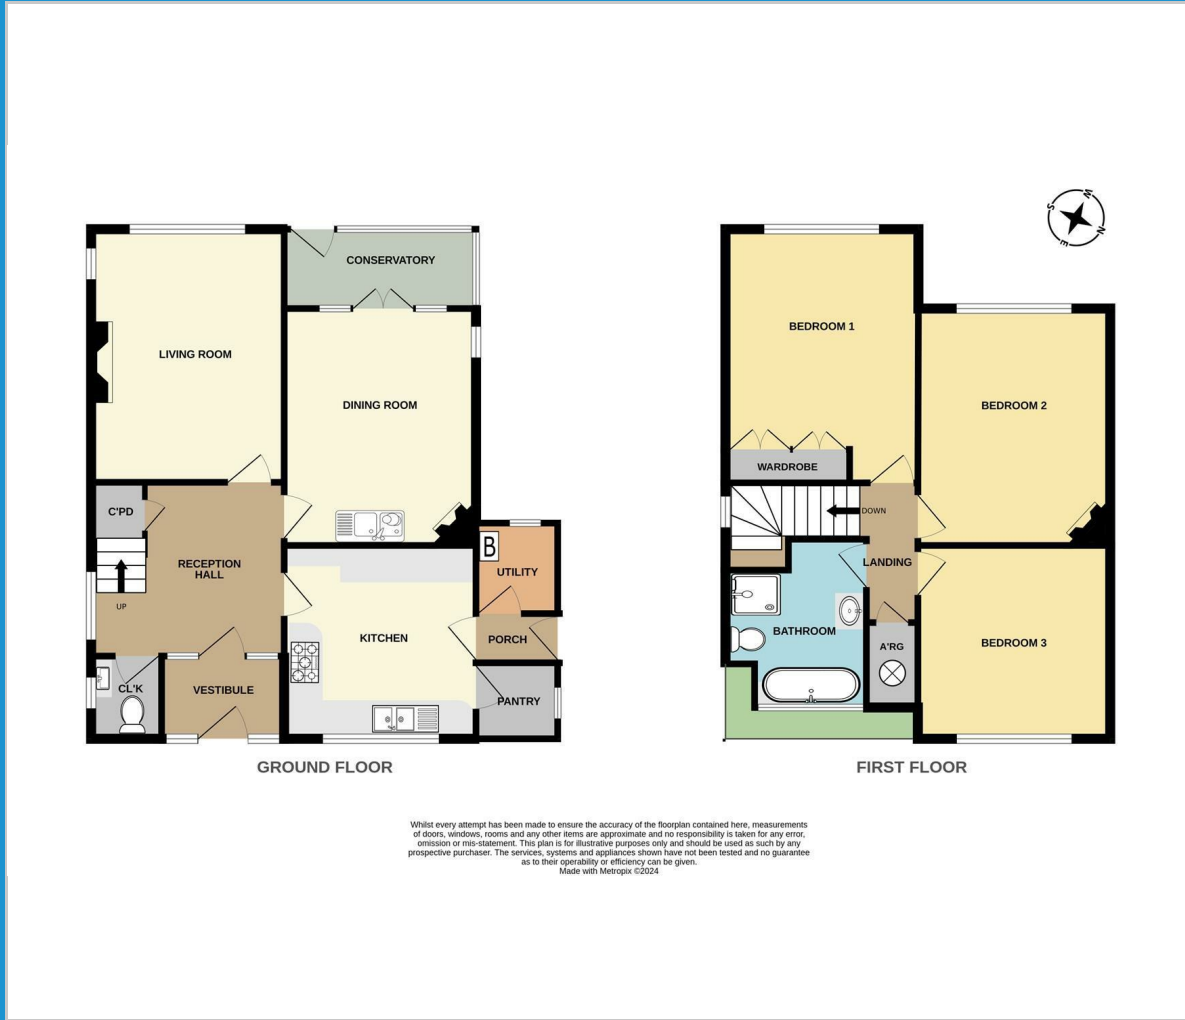 CONSERVATORY
LIVING ROOM
DINING ROOM
C'PD
B
UTILITY
RECEPTION
HALL
UP
KITCHEN
PORCH
CL'K
VESTIBULE
PANTRY
GROUND FLOOR
S
W
N
E
BEDROOM 1
BEDROOM 2
WARDROBE
DOWN
LANDING
BATHROOM
A'RG
BEDROOM 3
FIRST FLOOR
Whilst every attempt has been made to ensure the accuracy of the floorplan contained here, measurements
of doors, windows, rooms and any other items are approximate and no responsibility is taken for any error,
omission or mis-statement. This plan is for illustrative purposes only and should be used as such by any
prospective purchaser. The services, systems and appliances shown have not been tested and no guarantee
as to their operability or efficiency can be given.
Made with Metropix ©2024